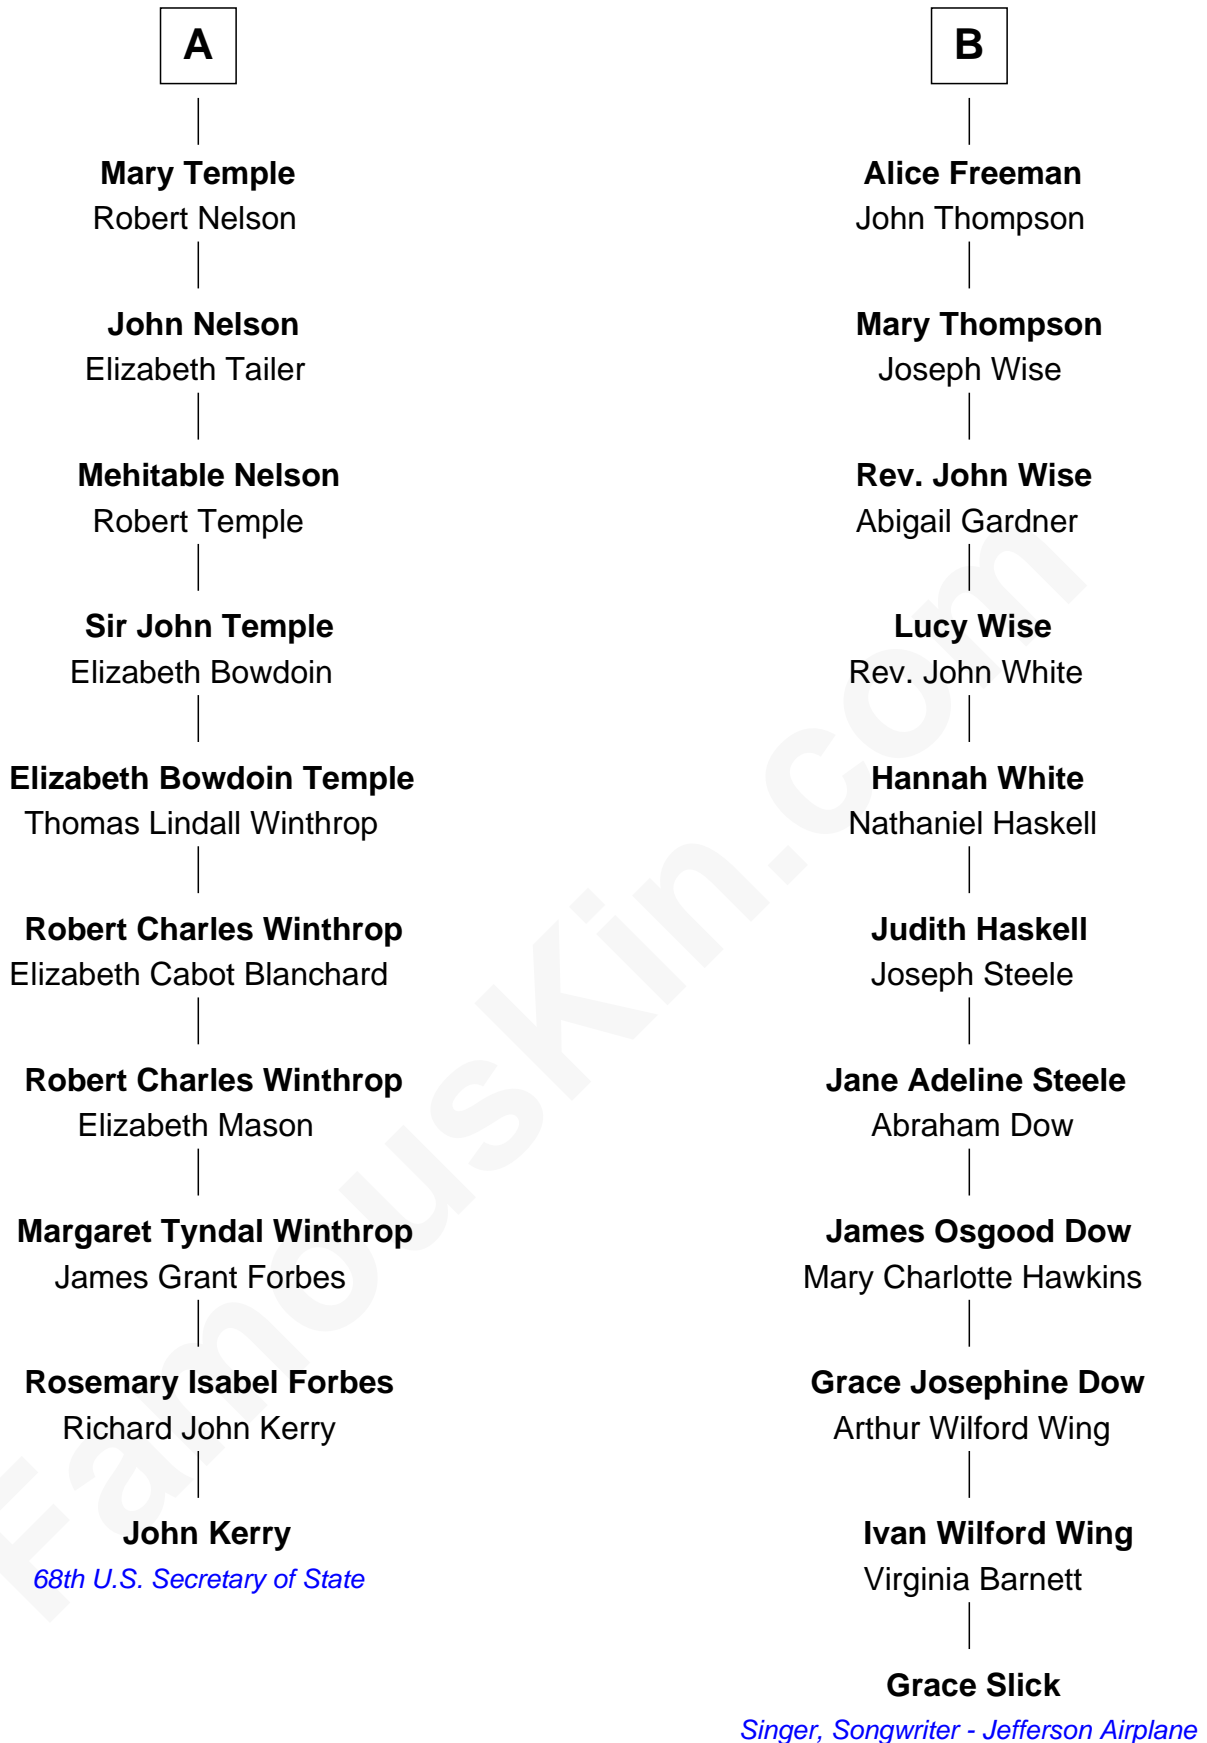 A
Mary Temple
Robert Nelson
John Nelson
Elizabeth Tailer
Mehitable Nelson
Robert Temple
Sir John Temple
Elizabeth Bowdoin
Elizabeth Bowdoin Temple
Thomas Lindall Winthrop
Robert Charles Winthrop
Elizabeth Cabot Blanchard
Robert Charles Winthrop
Elizabeth Mason
Margaret Tyndal Winthrop
James Grant Forbes
Rosemary Isabel Forbes
Richard John Kerry
John Kerry
68th U.S. Secretary of State
B
Alice Freeman
John Thompson
Mary Thompson
Joseph Wise
Rev. John Wise
Abigail Gardner
Lucy Wise
Rev. John White
Hannah White
Nathaniel Haskell
Judith Haskell
Joseph Steele
Jane Adeline Steele
Abraham Dow
James Osgood Dow
Mary Charlotte Hawkins
Grace Josephine Dow
Arthur Wilford Wing
Ivan Wilford Wing
Virginia Barnett
Grace Slick
Singer, Songwriter - Jefferson Airplane
FamousKin.com